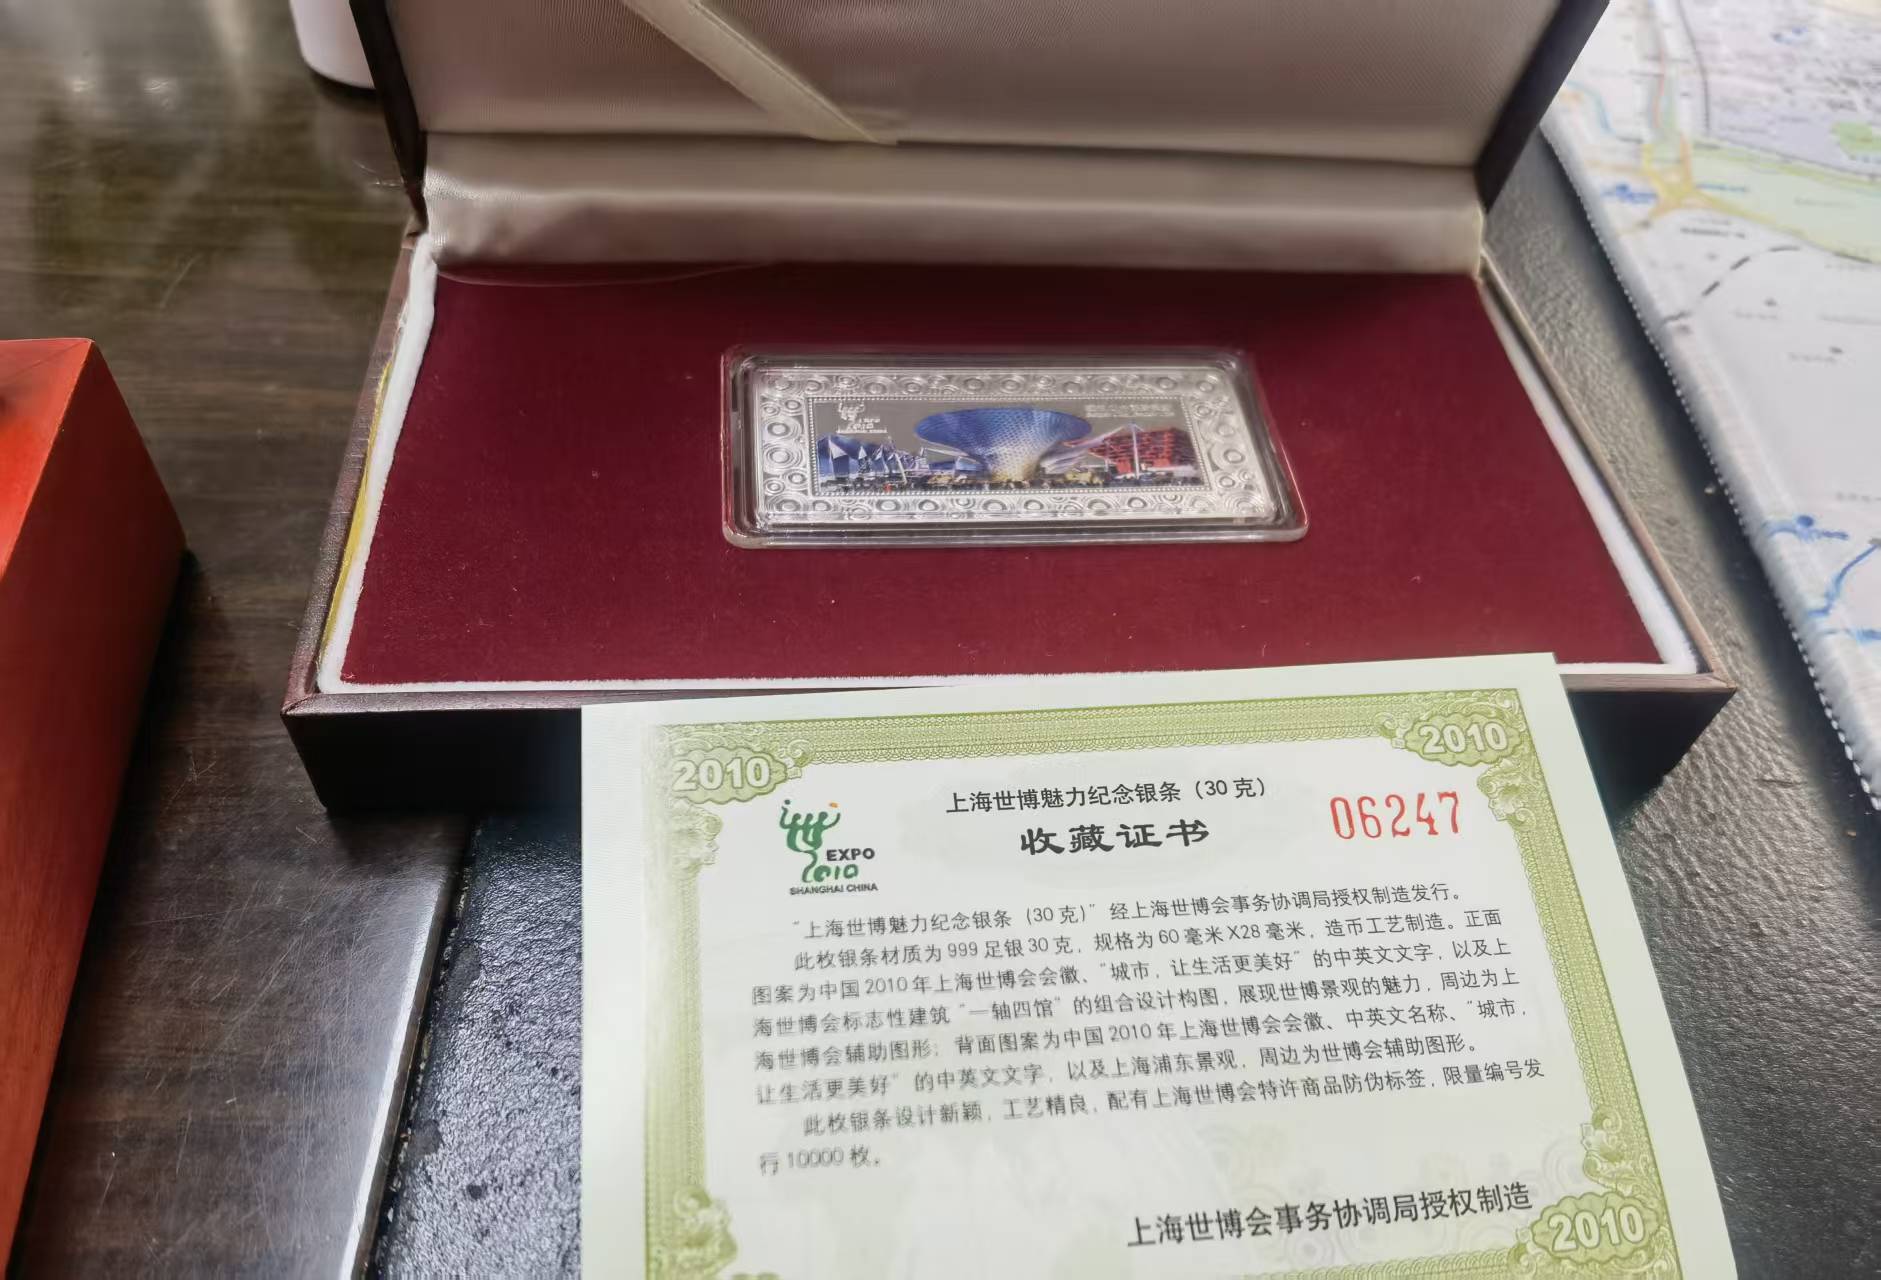 2010
2010
上海世博魅力纪念银条（30克）
收藏证书
06247
EXPO
2010
SHANGHAI CHINA
“上海世博魅力纪念银条（30克）”经上海世博会事务协调局授权制造发行。
此枚银条材质为999足银30克，规格为60毫米X28毫米，造币工艺制造。正面
图案为中国2010年上海世博会会徽、“城市，让生活更美好”的中英文文字，以及上
海世博会标志性建筑“一轴四馆”的组合设计构图，展现世博景观的魅力，周边为上
海世博会辅助图形；背面图案为中国2010年上海世博会会徽、中英文名称、“城市，
让生活更美好”的中英文文字，以及上海浦东景观，周边为世博会辅助图形。
此枚银条设计新颖，工艺精良，配有上海世博会特许商品防伪标签，限量编号发
行10000枚。
上海世博会事务协调局授权制造
2010